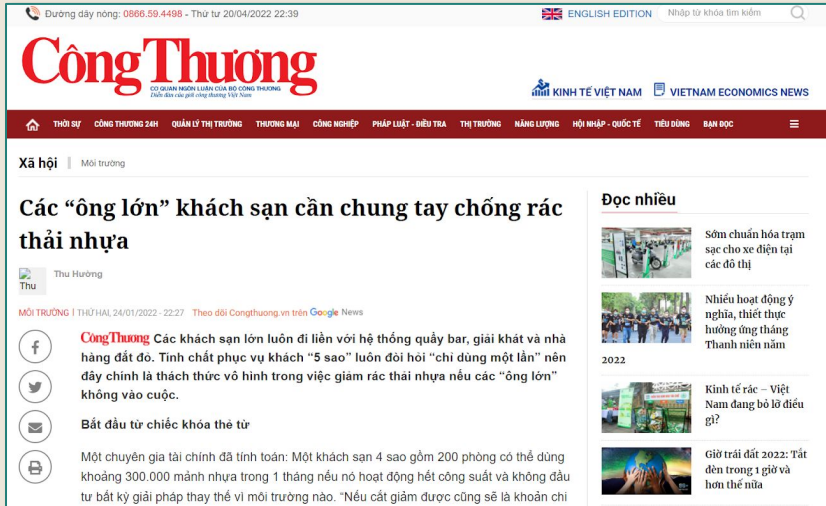 Đường dây nóng: 0866.59.4498 - Thứ tư 20/04/2022 22:39
ENGLISH EDITION
Nhập từ khóa tìm kiếm
Công Thương
CƠ QUAN NGÔN LUẬN CỦA BỘ CÔNG THƯƠNG
Diễn đàn của giới công thương Việt Nam
KINH TẾ VIỆT NAM
VIETNAM ECONOMICS NEWS
THỜI SỰ CÔNG THƯƠNG 24H QUẢN LÝ THỊ TRƯỜNG THƯƠNG MẠI CÔNG NGHIỆP PHÁP LUẬT - ĐIỀU TRA THỊ TRƯỜNG NĂNG LƯỢNG HỘI NHẬP - QUỐC TẾ TIÊU DÙNG BẠN ĐỌC
Xã hội Môi trường
Các “ông lớn” khách sạn cần chung tay chống rác
thải nhựa
Thu
Thu Hường
MÔI TRƯỜNG THỨ HAI, 24/01/2022 - 22:27 Theo dõi Congthuong.vn trên Google News
CôngThương Các khách sạn lớn luôn đi liền với hệ thống quầy bar, giải khát và nhà
hàng đắt đỏ. Tính chất phục vụ khách “5 sao” luôn đòi hỏi “chỉ dùng một lần” nên
đây chính là thách thức vô hình trong việc giảm rác thải nhựa nếu các “ông lớn”
không vào cuộc.
Bắt đầu từ chiếc khóa thẻ từ
Một chuyên gia tài chính đã tính toán: Một khách sạn 4 sao gồm 200 phòng có thể dùng
khoảng 300.000 mảnh nhựa trong 1 tháng nếu nó hoạt động hết công suất và không đầu
tư bất kỳ giải pháp thay thế vì môi trường nào. “Nếu cắt giảm được cũng sẽ là khoản chi
Đọc nhiều
Sớm chuẩn hóa trạm
sạc cho xe điện tại
các đô thị
Nhiều hoạt động ý
nghĩa, thiết thực
hưởng ứng tháng
Thanh niên năm
2022
Kinh tế rác – Việt
Nam đang bỏ lỡ điều
gì?
Giờ trái đất 2022: Tắt
đèn trong 1 giờ và
hơn thế nữa